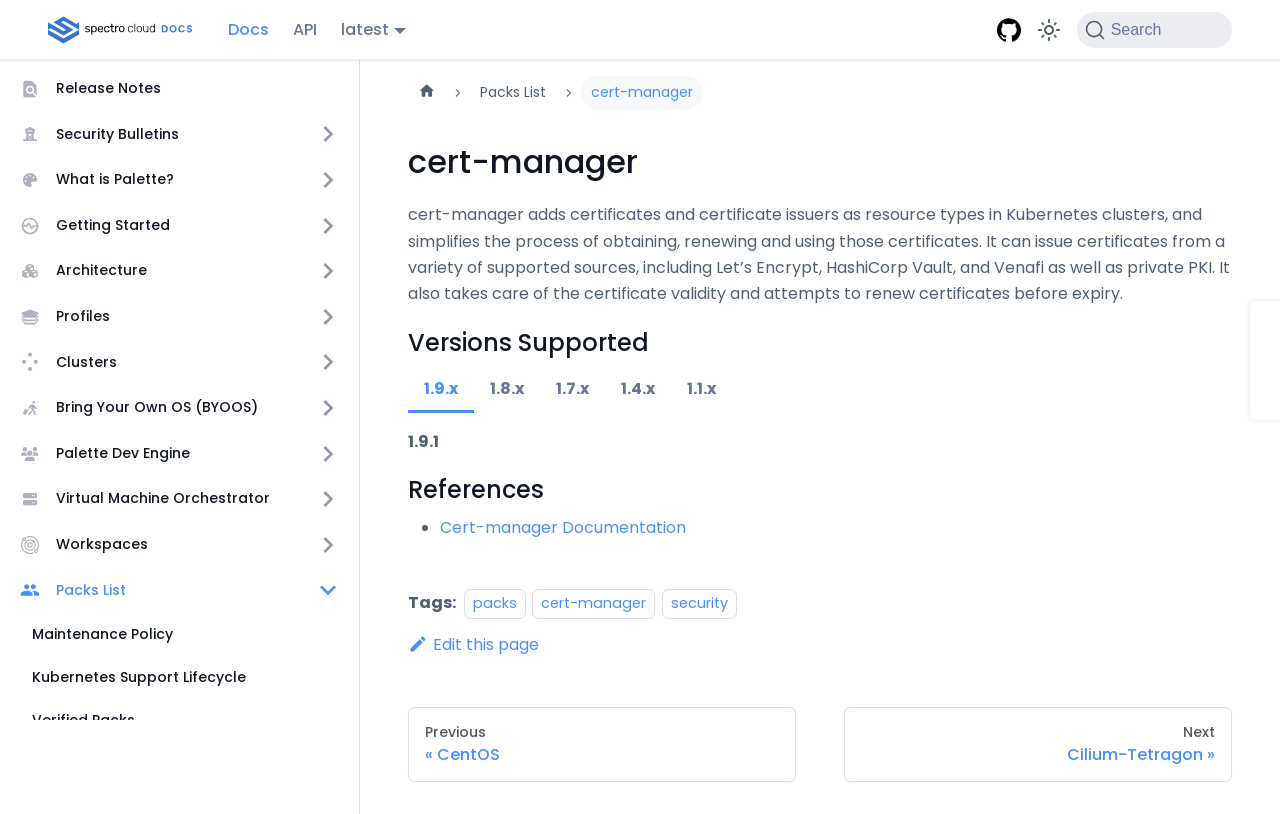 spectro cloud DOCS
Docs
API
latest
Search
Release Notes
Security Bulletins
What is Palette?
Getting Started
Architecture
Profiles
Clusters
Bring Your Own OS (BYOOS)
Palette Dev Engine
Virtual Machine Orchestrator
Workspaces
Packs List
Maintenance Policy
Kubernetes Support Lifecycle
Verified Packs
Packs List
cert-manager
cert-manager
cert-manager adds certificates and certificate issuers as resource types in Kubernetes clusters, and
simplifies the process of obtaining, renewing and using those certificates. It can issue certificates from a
variety of supported sources, including Let’s Encrypt, HashiCorp Vault, and Venafi as well as private PKI. It
also takes care of the certificate validity and attempts to renew certificates before expiry.
Versions Supported
1.9.x 1.8.x 1.7.x 1.4.x 1.1.x
1.9.1
References
Cert-manager Documentation
Tags: packs cert-manager security
Edit this page
Previous
« CentOS
Next
Cilium-Tetragon »